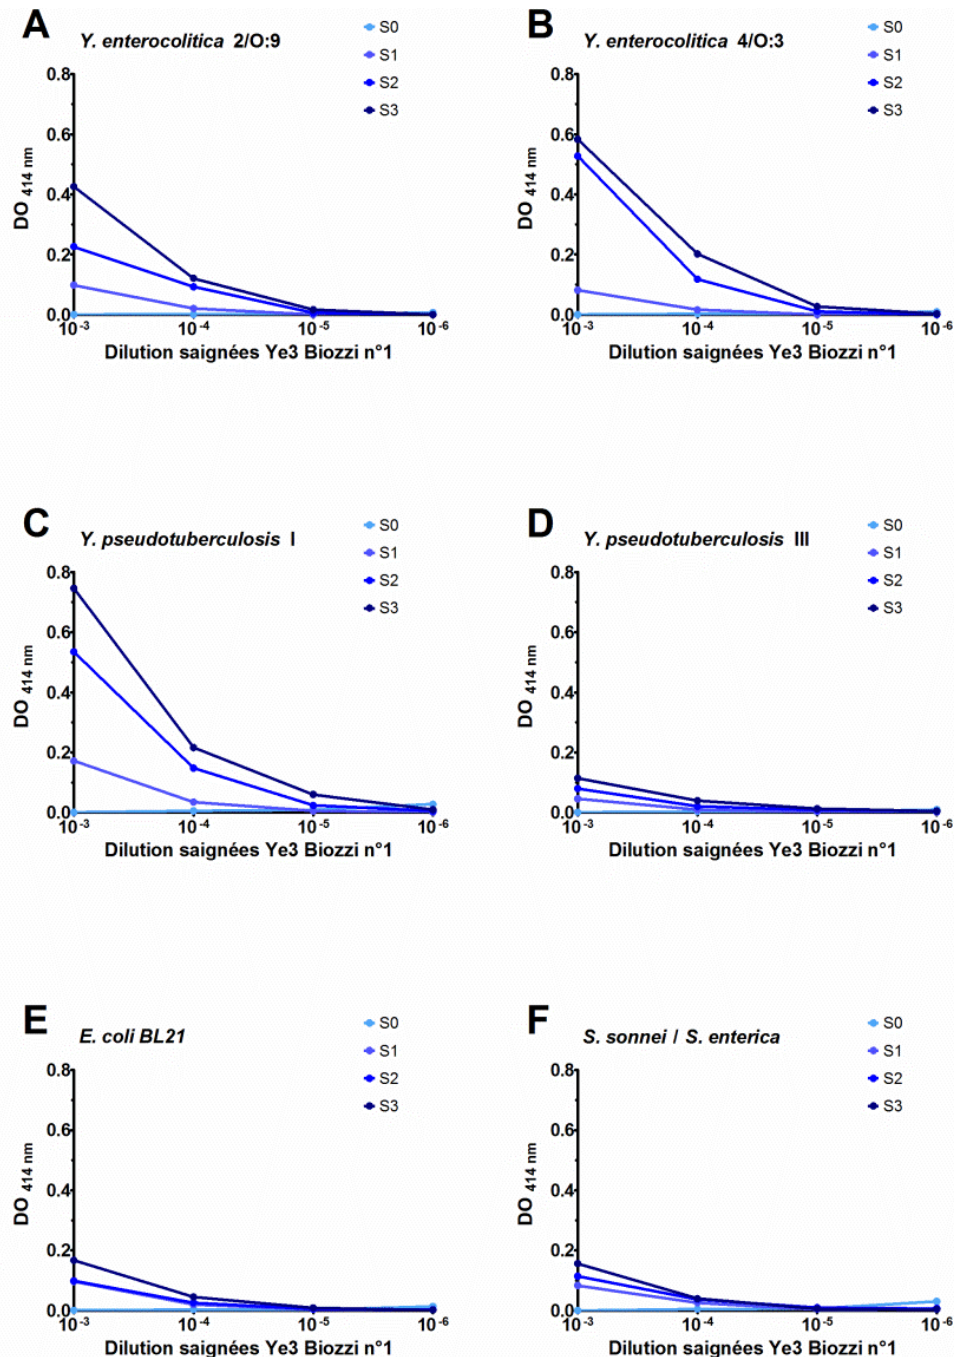 A
Y. enterocolitica 2/O:9
S0
S1
S2
S3
0.8
0.6
0.4
0.2
0.0
DO 414 nm
10-3
10-4
10-5
10-6
Dilution saignées Ye3 Biozzi n°1
B
Y. enterocolitica 4/O:3
S0
S1
S2
S3
0.8
0.6
0.4
0.2
0.0
DO 414 nm
10-3
10-4
10-5
10-6
Dilution saignées Ye3 Biozzi n°1
C
Y. pseudotuberculosis I
S0
S1
S2
S3
0.8
0.6
0.4
0.2
0.0
DO 414 nm
10-3
10-4
10-5
10-6
Dilution saignées Ye3 Biozzi n°1
D
Y. pseudotuberculosis III
S0
S1
S2
S3
0.8
0.6
0.4
0.2
0.0
DO 414 nm
10-3
10-4
10-5
10-6
Dilution saignées Ye3 Biozzi n°1
E
E. coli BL21
S0
S1
S2
S3
0.8
0.6
0.4
0.2
0.0
DO 414 nm
10-3
10-4
10-5
10-6
Dilution saignées Ye3 Biozzi n°1
F
S. sonnei / S. enterica
S0
S1
S2
S3
0.8
0.6
0.4
0.2
0.0
DO 414 nm
10-3
10-4
10-5
10-6
Dilution saignées Ye3 Biozzi n°1